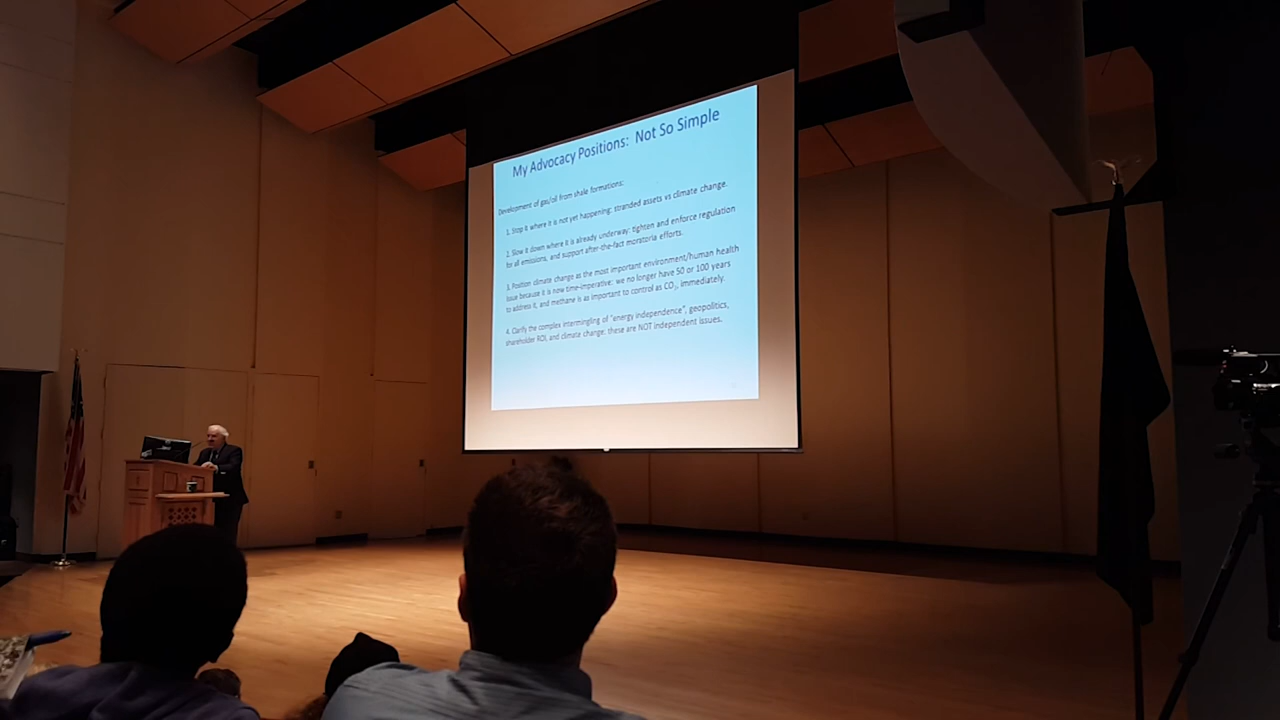 My Advocacy Positions: Not So Simple
Development of gas/oil from shale formations:
1. Stop it where it is not yet happening: stranded assets vs climate change.
2. Slow it down where it is already underway: tighten and enforce regulation
for all emissions, and support after-the-fact moratoria efforts.
3. Position climate change as the most important environment/human health
issue because it is now time-imperative: we no longer have 50 or 100 years
to address it, and methane is as important to control as CO₂, immediately.
4. Clarify the complex intermingling of "energy independence", geopolitics,
shareholder ROI, and climate change: these are NOT independent issues.